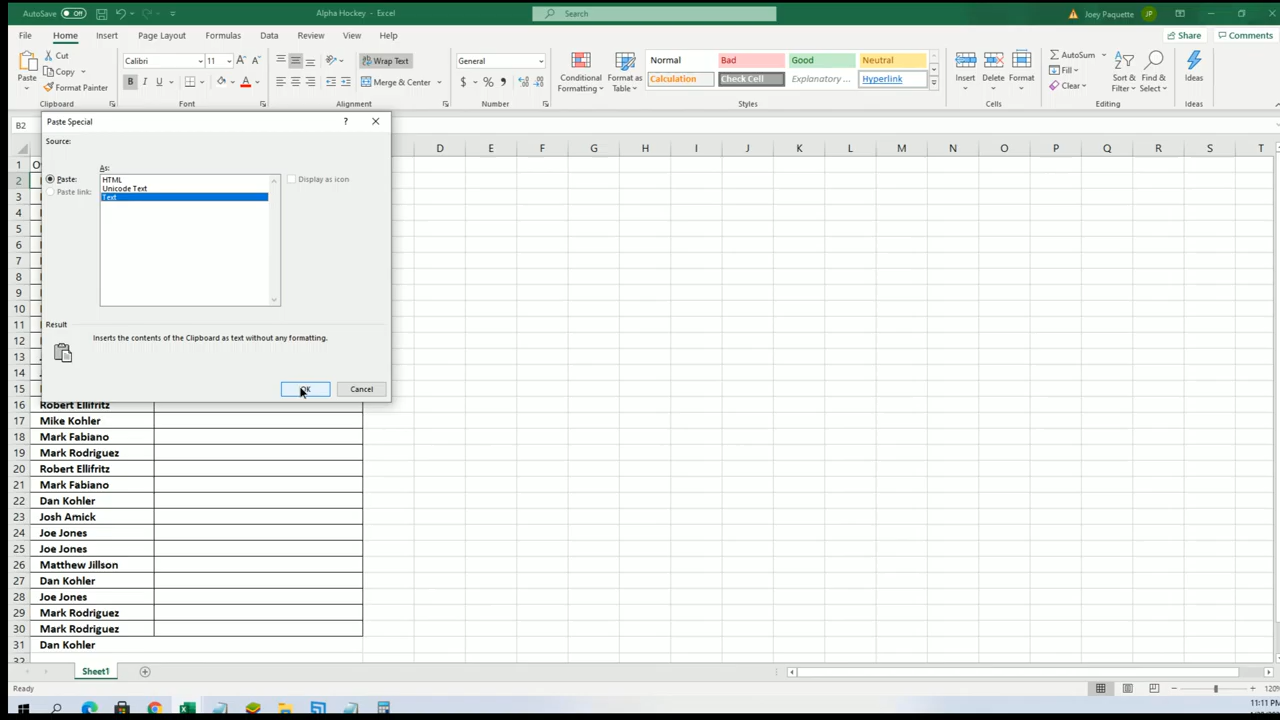 AutoSave Off Alpha Hockey - Excel Search Joey Paquette JP
File Home Insert Page Layout Formulas Data Review View Help Share Comments
Paste Cut Copy Format Painter Clipboard
Calibri 11 B I U Font
Wrap Text Merge & Center Alignment
General $ % Number
Conditional Formatting Format as Table
Normal Bad Good Neutral
Calculation Check Cell Explanatory ... Hyperlink
Styles
Insert Delete Format Cells
AutoSum Fill Clear Sort & Filter Find & Select Editing
Ideas Ideas
B2
Paste Special ?
Source:
As:
Paste: HTML Display as icon
Paste link: Unicode Text
Text
Result
Inserts the contents of the Clipboard as text without any formatting.
OK Cancel
D E F G H I J K L M N O P Q R S T
1
2
3
4
5
6
7
8
9
10
11
12
13
14
15
16 Robert Ellifritz
17 Mike Kohler
18 Mark Fabiano
19 Mark Rodriguez
20 Robert Ellifritz
21 Mark Fabiano
22 Dan Kohler
23 Josh Amick
24 Joe Jones
25 Joe Jones
26 Matthew Jillson
27 Dan Kohler
28 Joe Jones
29 Mark Rodriguez
30 Mark Rodriguez
31 Dan Kohler
32
Sheet1
Ready 120%
11:11 PM